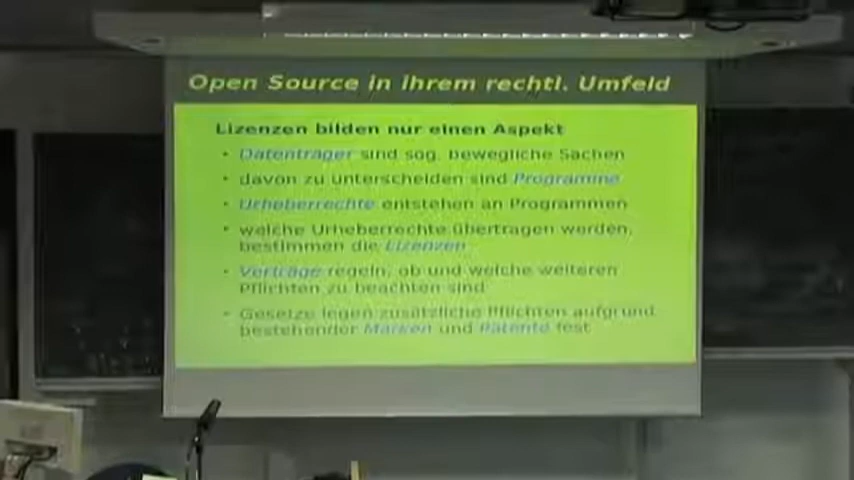 Open Source in ihrem rechtl. Umfeld
Lizenzen bilden nur einen Aspekt
• Datenträger sind sog. bewegliche Sachen
• davon zu unterscheiden sind Programme
• Urheberrechte entstehen an Programmen
• welche Urheberrechte übertragen werden,
bestimmen die Lizenzen
• Verträge regeln, ob und welche weiteren
Pflichten zu beachten sind
• Gesetze legen zusätzliche Pflichten aufgrund
bestehender Marken und Patente fest